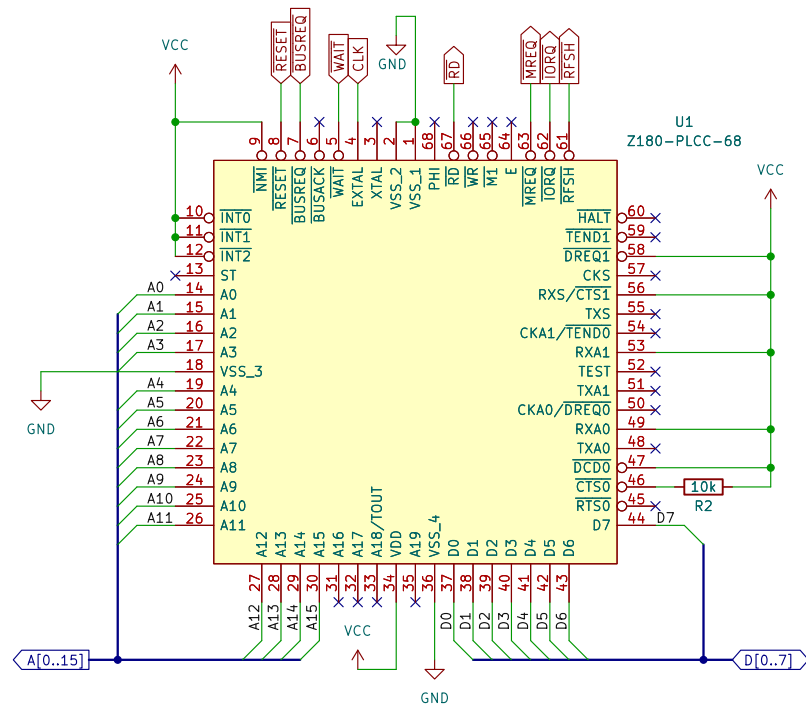 VCC
RESET
BUSREQ
WAIT
CLK
GND
RD
MREQ
IORQ
RFSH
U1
Z180-PLCC-68
VCC
9 8 7 6 5 4 3 2 1 68 67 66 65 64 63 62 61
NMI RESET BUSREQ BUSACK WAIT EXTAL XTAL VSS_2 VSS_1 PHI RD WR M1 E MREQ IORQ RFSH
10 INT0
11 INT1
12 INT2
13 ST
A0 14 A0
A1 15 A1
A2 16 A2
A3 17 A3
18 VSS_3
A4 19 A4
A5 20 A5
A6 21 A6
A7 22 A7
A8 23 A8
A9 24 A9
A10 25 A10
A11 26 A11
GND
HALT 60
TEND1 59
DREQ1 58
CKS 57
RXS/CTS1 56
TXS 55
CKA1/TEND0 54
RXA1 53
TEST 52
TXA1 51
CKA0/DREQ0 50
RXA0 49
TXA0 48
DCD0 47
CTS0 46
10k
R2
RTS0 45
D7 44 D7
A12 A13 A14 A15 A16 A17 A18/TOUT VDD A19 VSS_4 D0 D1 D2 D3 D4 D5 D6
27 28 29 30 31 32 33 34 35 36 37 38 39 40 41 42 43
A12 A13 A14 A15
D0 D1 D2 D3 D4 D5 D6
VCC
GND
A[0..15]
D[0..7]